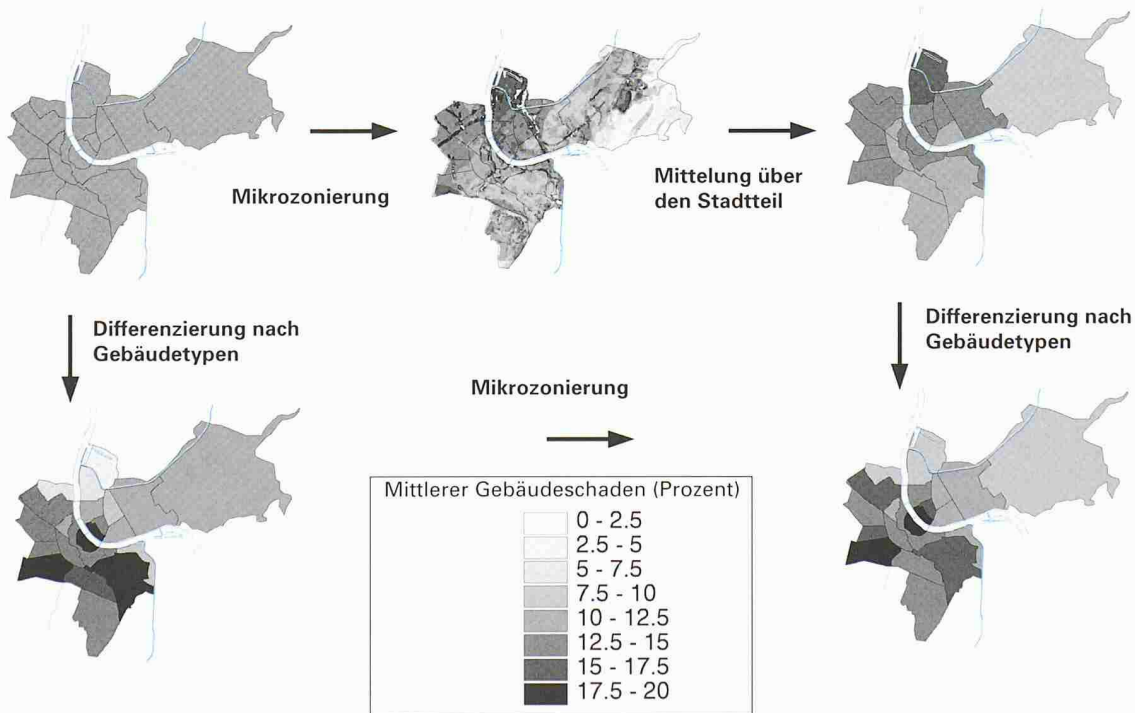 Mikrozonierung
Mittelung über
den Stadtteil
Differenzierung nach
Gebäudetypen
Differenzierung nach
Gebäudetypen
Mikrozonierung
Mittlerer Gebäudeschaden (Prozent)
0 - 2.5
2.5 - 5
5 - 7.5
7.5 - 10
10 - 12.5
12.5 - 15
15 - 17.5
17.5 - 20